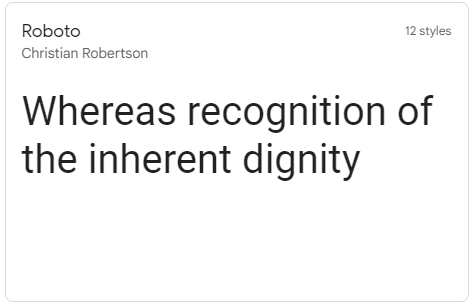 Roboto
12 styles
Christian Robertson
Whereas recognition of
the inherent dignity